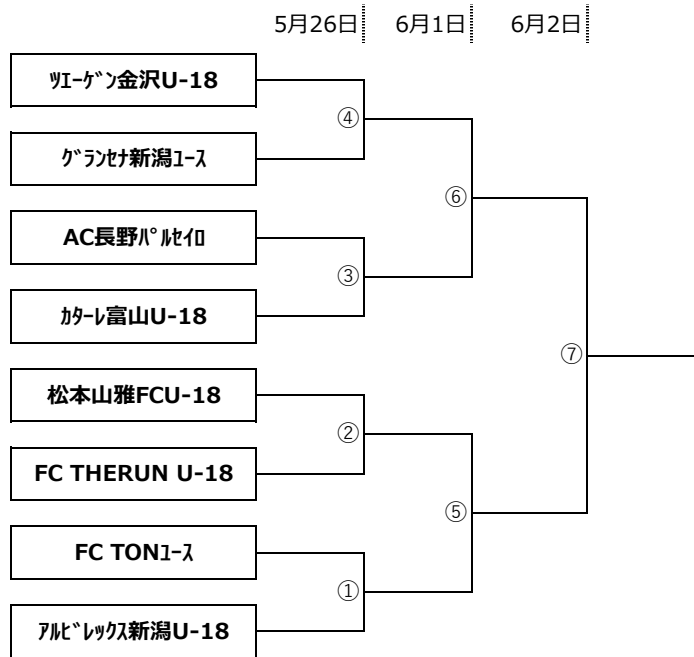 5月26日 6月1日 6月2日
ﾂｴｰｹﾞﾝ金沢U-18
④
ｸﾞﾗﾝｾﾅ新潟ﾕｰｽ
⑥
AC長野ﾊﾟﾙｾｲﾛ
③
ｶﾀｰﾚ富山U-18
⑦
松本山雅FCU-18
②
FC THERUN U-18
⑤
FC TONﾕｰｽ
①
ｱﾙﾋﾞﾚｯｸｽ新潟U-18